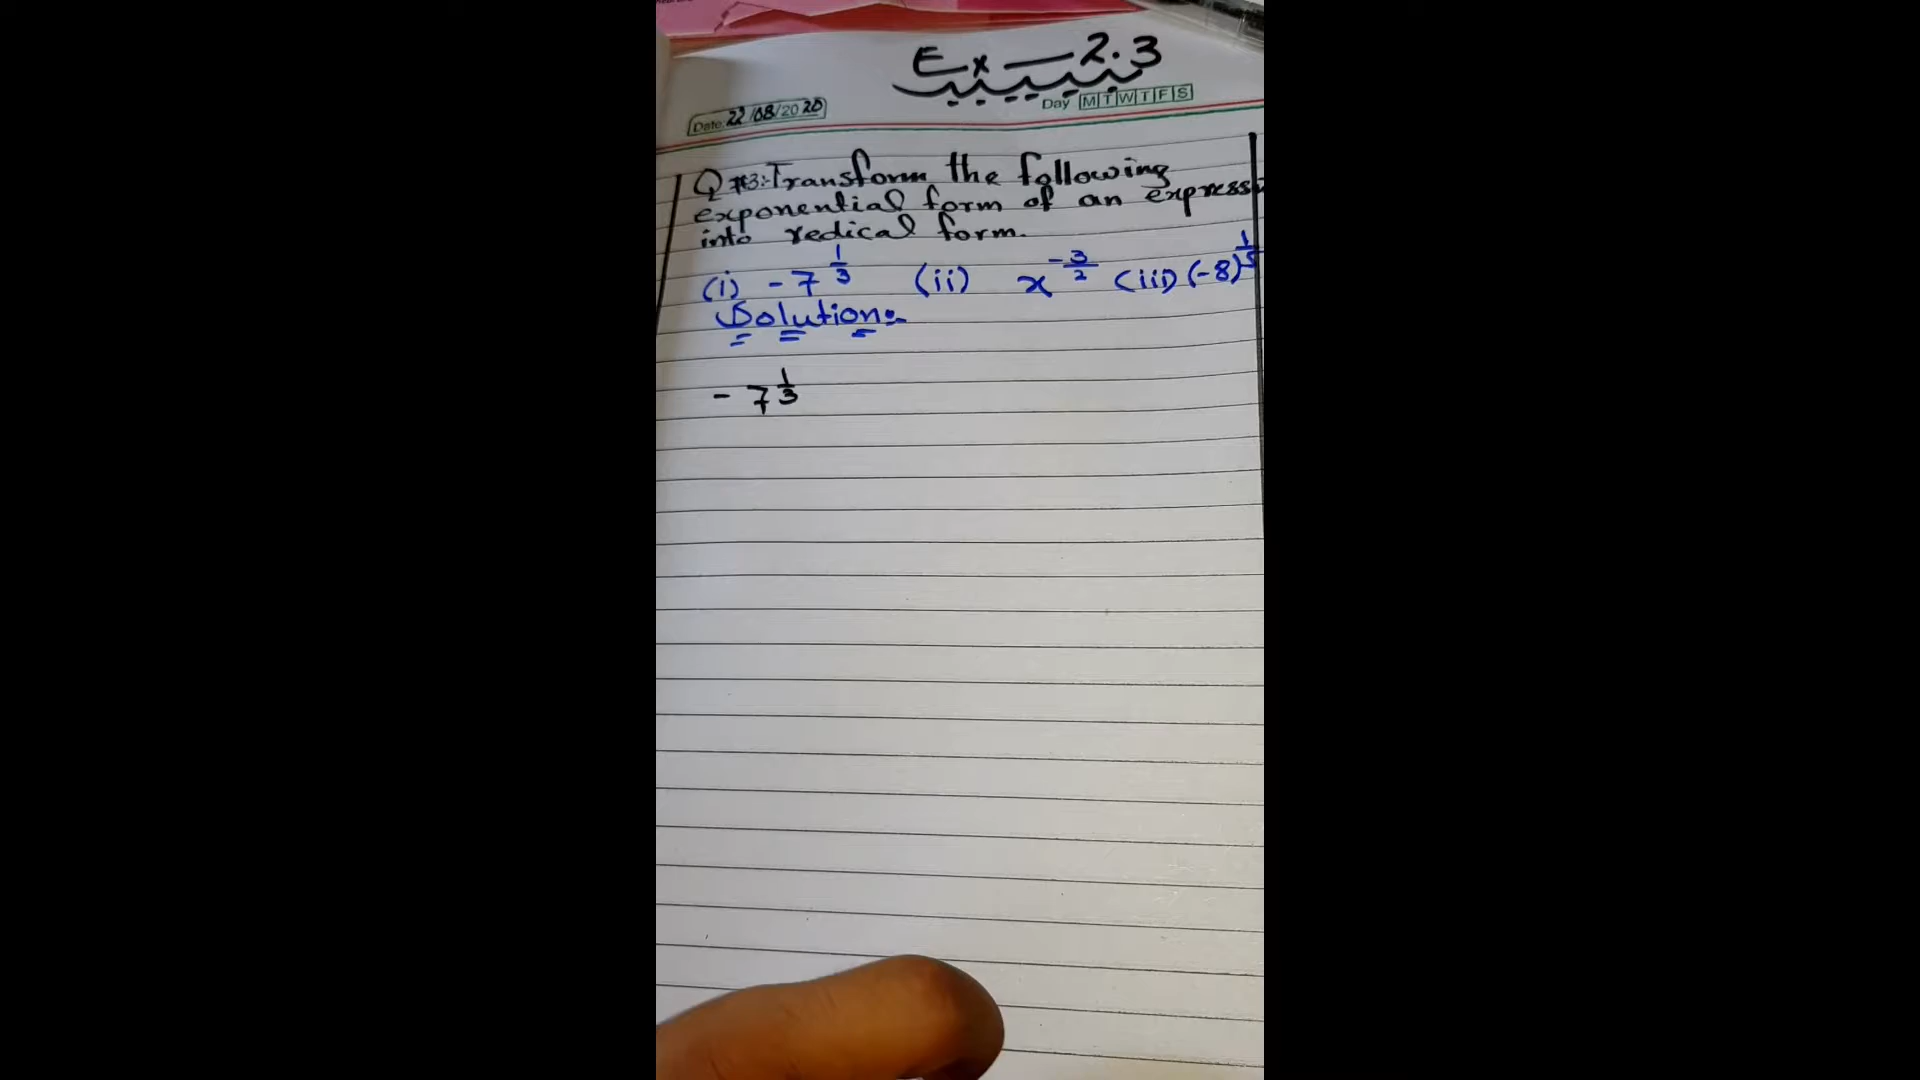 Ex - 2.3
Date: 22/08/2020 Day M T W T F S
Q#3:-Transform the following
exponential form of an express
into redical form.
(i) -7^{1/3} (ii) x^{-3/2} (iii) (-8)^{1/5}
Solution:-
- 7^{1/3}